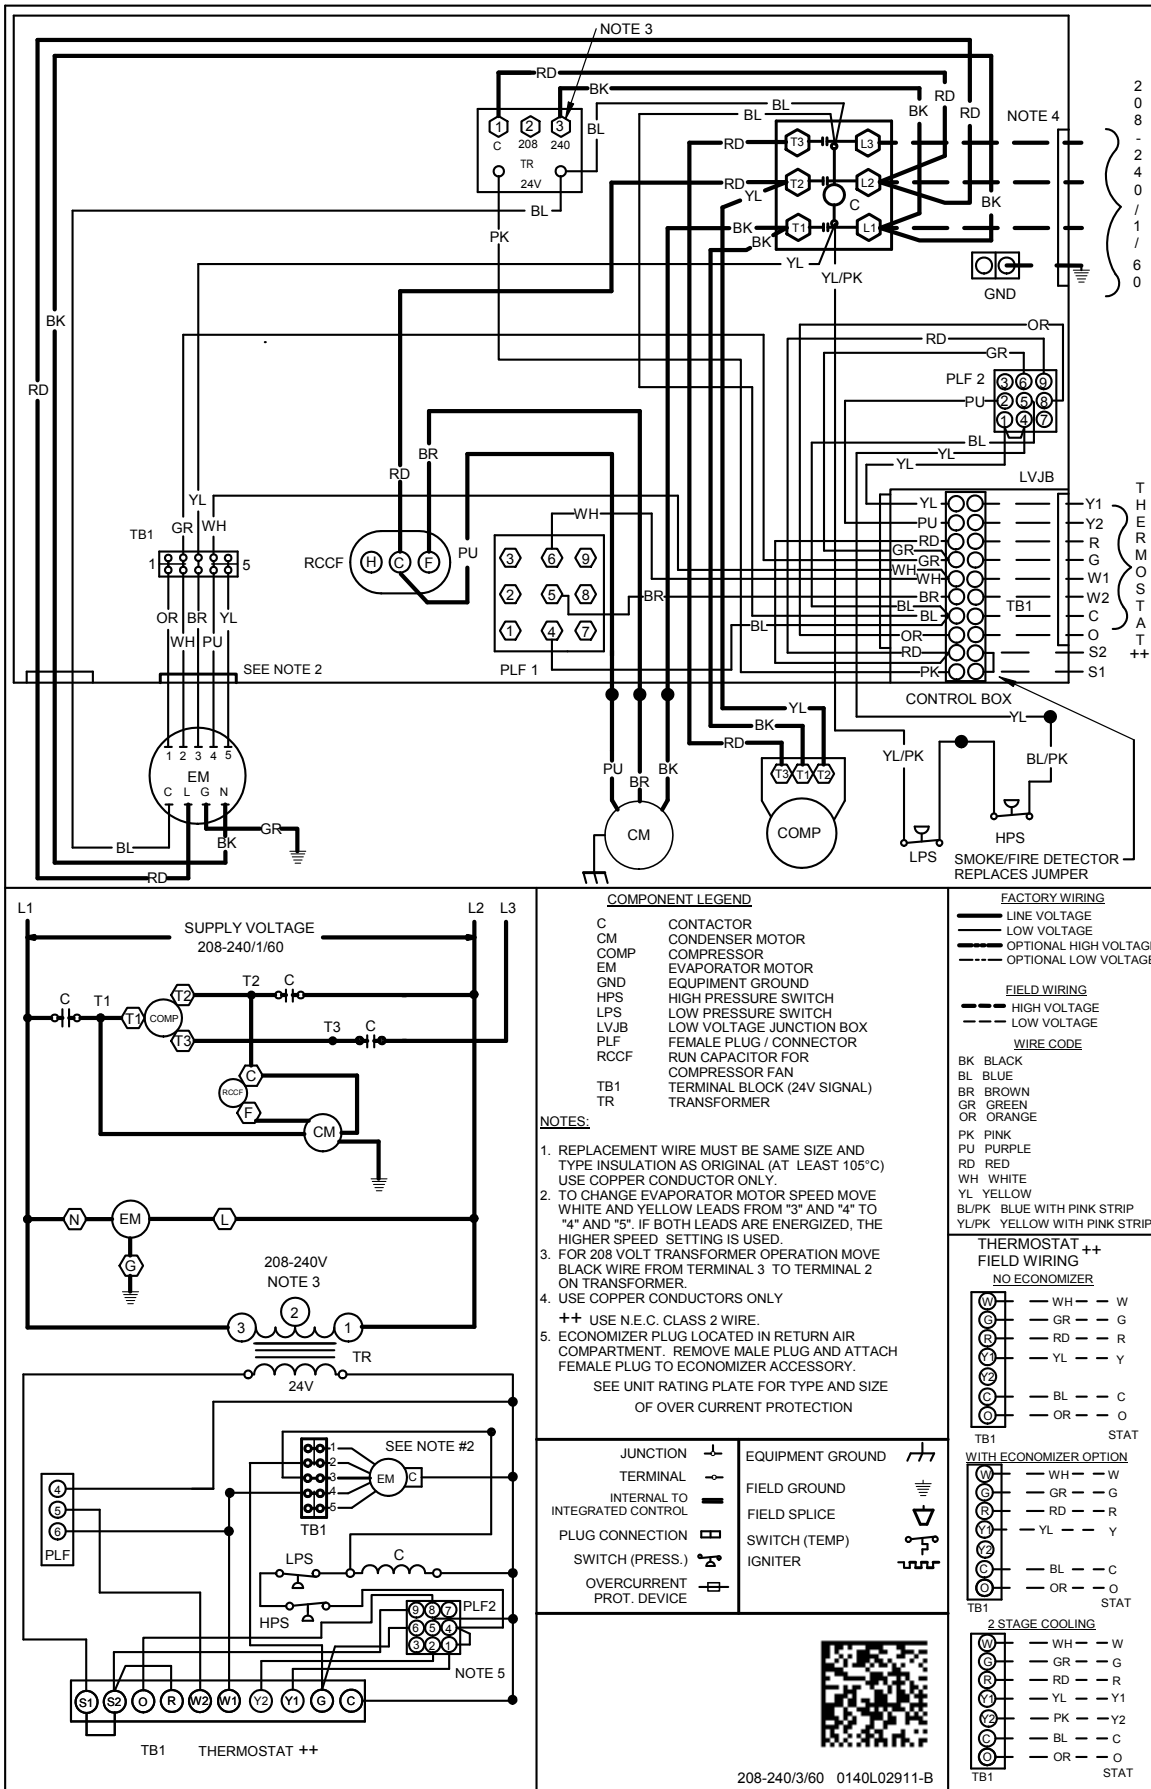 NOTE 3
RD
BK
1
2
3
C
208
240
TR
24V
BL
BL
BL
BL
PK
RD
RD
YL
BK
BK
YL
YL/PK
T3
T2
T1
L3
L2
L1
C
BK
RD
RD
BK
NOTE 4
208-240/1/60
GND
BK
RD
OR
RD
GR
PLF 2
3 6 9
2 5 8
1 4 7
PU
BL
YL
YL
LVJB
RD
BR
PU
RCCF
H C F
WH
3 6 9
2 5 8
1 4 7
PLF 1
BR
BL
YL
PU
RD
GR
GR
WH
WH
BR
BL
BL
OR
RD
PK
TB1
Y1
Y2
R
G
W1
W2
C
O
S2
S1
THERMOSTAT
++
CONTROL BOX
YL
GR
WH
TB1
1
5
OR
BR
YL
WH
PU
SEE NOTE 2
1 2 3 4 5
EM
C L G N
BL
RD
BK
GR
PU
BR
BK
CM
YL
BK
RD
T3 T1 T2
COMP
YL
YL/PK
BL/PK
LPS
HPS
SMOKE/FIRE DETECTOR
REPLACES JUMPER
L1
L2
L3
SUPPLY VOLTAGE
208-240/1/60
C
T1
T1
COMP
T2
T3
T2
C
T3
C
C
RCCF
F
CM
N
EM
L
G
208-240V
NOTE 3
3
2
1
TR
24V
4
5
6
PLF
1
2
3
4
5
TB1
SEE NOTE #2
EM
C
LPS
C
HPS
9 8 7
6 5 4
3 2 1
PLF2
NOTE 5
S1 S2 O R W2 W1 Y2 Y1 G C
TB1
THERMOSTAT ++
COMPONENT LEGEND
C CONTACTOR
CM CONDENSER MOTOR
COMP COMPRESSOR
EM EVAPORATOR MOTOR
GND EQUIPMENT GROUND
HPS HIGH PRESSURE SWITCH
LPS LOW PRESSURE SWITCH
LVJB LOW VOLTAGE JUNCTION BOX
PLF FEMALE PLUG / CONNECTOR
RCCF RUN CAPACITOR FOR
COMPRESSOR FAN
TB1 TERMINAL BLOCK (24V SIGNAL)
TR TRANSFORMER
NOTES:
1. REPLACEMENT WIRE MUST BE SAME SIZE AND
TYPE INSULATION AS ORIGINAL (AT LEAST 105°C)
USE COPPER CONDUCTOR ONLY.
2. TO CHANGE EVAPORATOR MOTOR SPEED MOVE
WHITE AND YELLOW LEADS FROM "3" AND "4" TO
"4" AND "5". IF BOTH LEADS ARE ENERGIZED, THE
HIGHER SPEED SETTING IS USED.
3. FOR 208 VOLT TRANSFORMER OPERATION MOVE
BLACK WIRE FROM TERMINAL 3 TO TERMINAL 2
ON TRANSFORMER.
4. USE COPPER CONDUCTORS ONLY
++ USE N.E.C. CLASS 2 WIRE.
5. ECONOMIZER PLUG LOCATED IN RETURN AIR
COMPARTMENT. REMOVE MALE PLUG AND ATTACH
FEMALE PLUG TO ECONOMIZER ACCESSORY.
SEE UNIT RATING PLATE FOR TYPE AND SIZE
OF OVER CURRENT PROTECTION
JUNCTION
TERMINAL
INTERNAL TO
INTEGRATED CONTROL
PLUG CONNECTION
SWITCH (PRESS.)
OVERCURRENT
PROT. DEVICE
EQUIPMENT GROUND
FIELD GROUND
FIELD SPLICE
SWITCH (TEMP)
IGNITER
208-240/3/60 0140L02911-B
FACTORY WIRING
LINE VOLTAGE
LOW VOLTAGE
OPTIONAL HIGH VOLTAGE
OPTIONAL LOW VOLTAGE
FIELD WIRING
HIGH VOLTAGE
LOW VOLTAGE
WIRE CODE
BK BLACK
BL BLUE
BR BROWN
GR GREEN
OR ORANGE
PK PINK
PU PURPLE
RD RED
WH WHITE
YL YELLOW
BL/PK BLUE WITH PINK STRIP
YL/PK YELLOW WITH PINK STRIP
THERMOSTAT ++
FIELD WIRING
NO ECONOMIZER
W WH W
G GR G
R RD R
Y1 YL Y
Y2
C BL C
O OR O
TB1 STAT
WITH ECONOMIZER OPTION
W WH W
G GR G
R RD R
Y1 YL Y
Y2
C BL C
O OR O
TB1 STAT
2 STAGE COOLING
W WH W
G GR G
R RD R
Y1 YL Y1
Y2 PK Y2
C BL C
O OR O
TB1 STAT